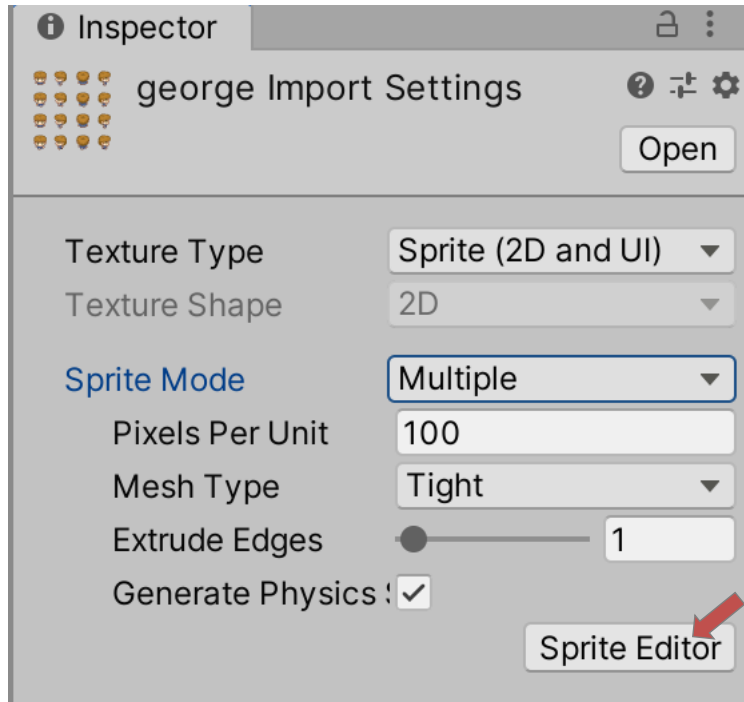 Inspector
george Import Settings
Open
Texture Type Sprite (2D and UI)
Texture Shape 2D
Sprite Mode Multiple
Pixels Per Unit 100
Mesh Type Tight
Extrude Edges 1
Generate Physics
Sprite Editor